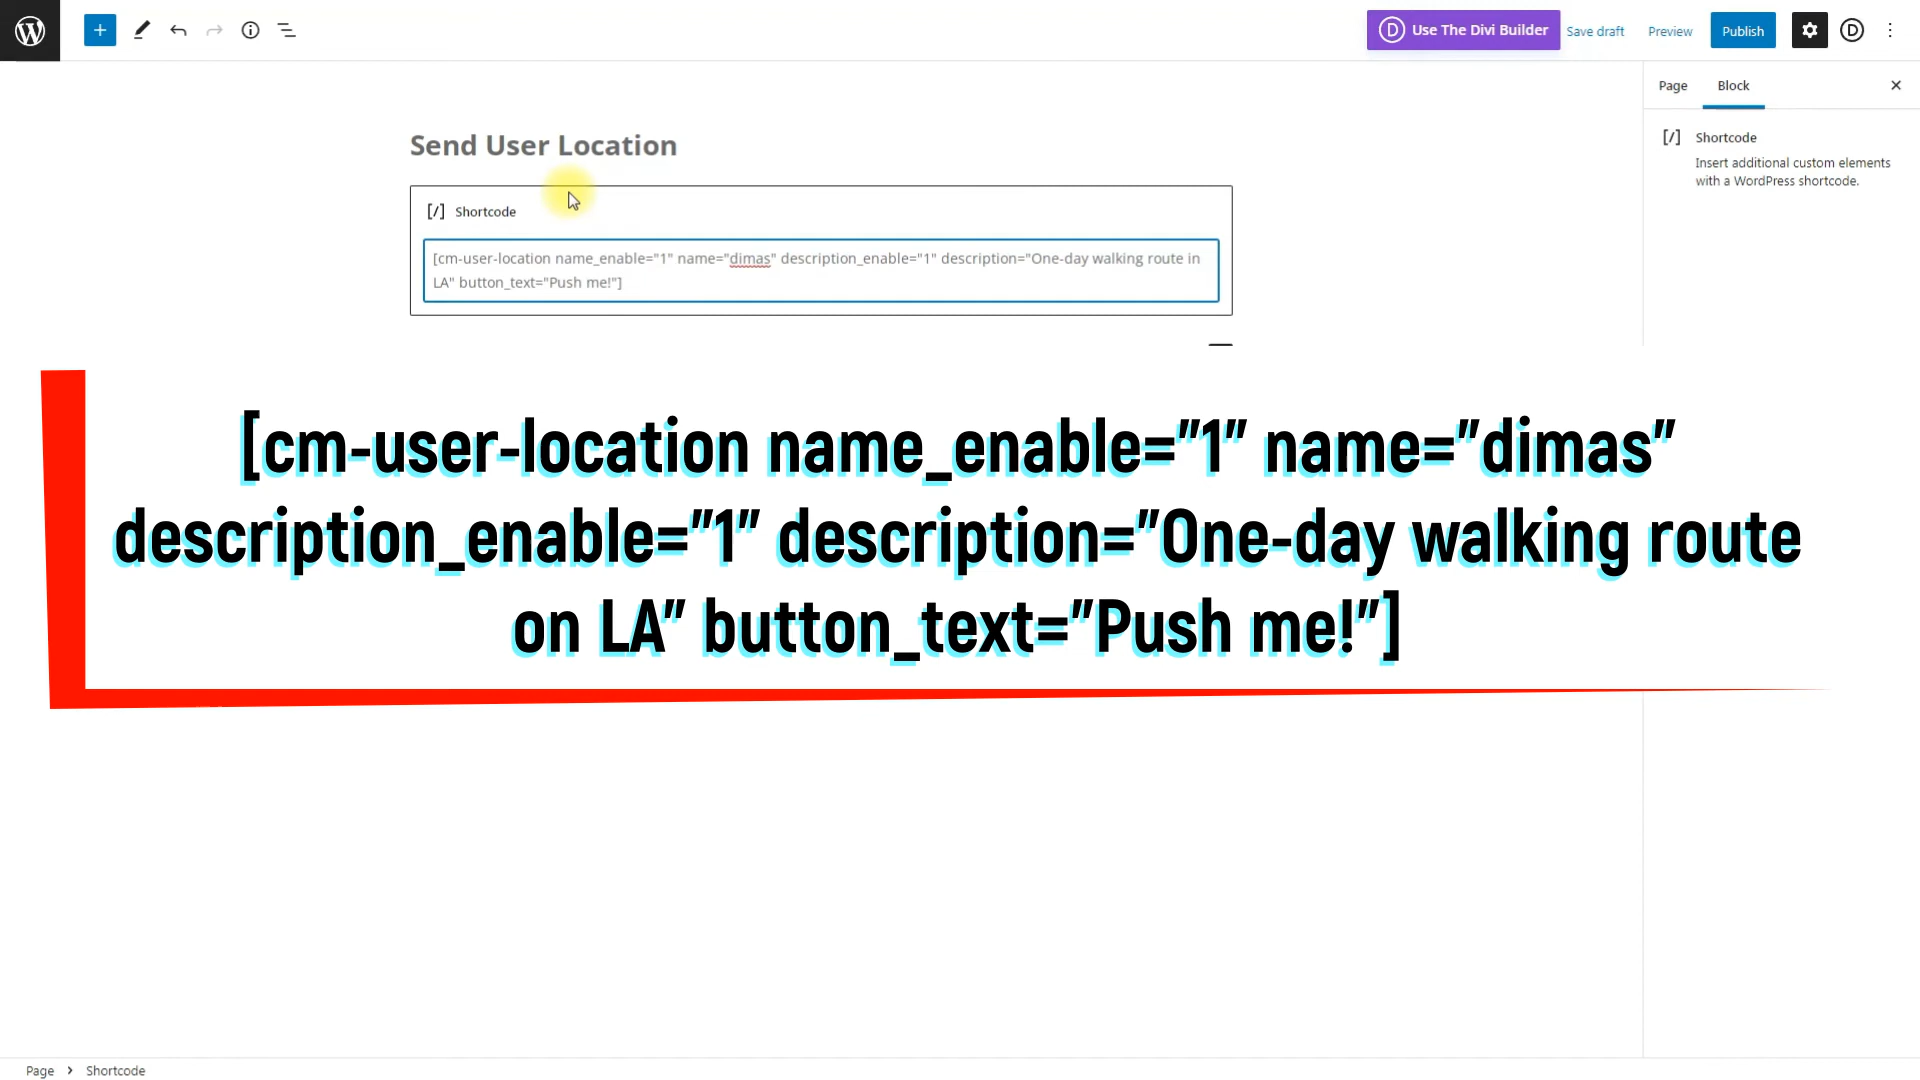 Use The Divi Builder
Save draft
Preview
Publish
Page
Block
Send User Location
[/] Shortcode
Insert additional custom elements
with a WordPress shortcode.
[/] Shortcode
[cm-user-location name_enable="1" name="dimas" description_enable="1" description="One-day walking route in
LA" button_text="Push me!"]
[cm-user-location name_enable="1" name="dimas"
description_enable="1" description="One-day walking route
on LA" button_text="Push me!"]
Page › Shortcode